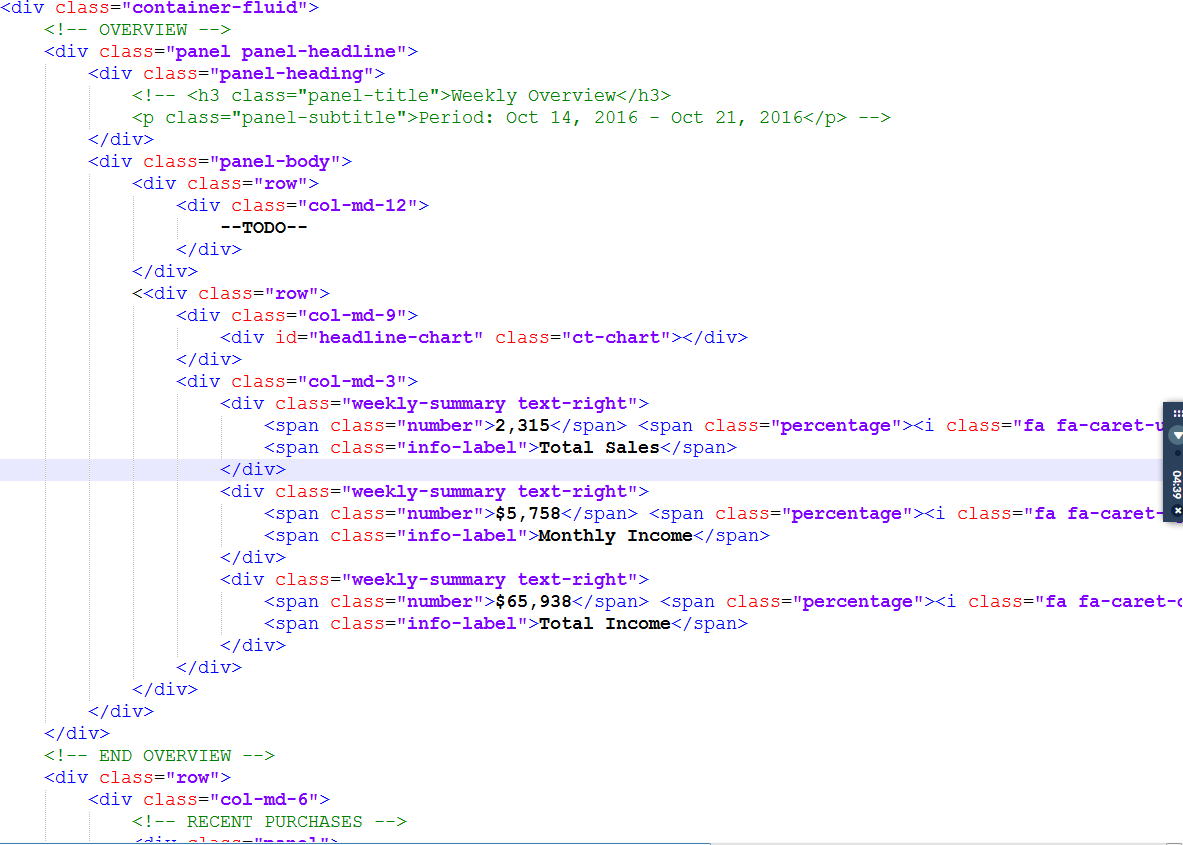 <div class="container-fluid">
    <!-- OVERVIEW -->
    <div class="panel panel-headline">
        <div class="panel-heading">
            <!-- <h3 class="panel-title">Weekly Overview</h3>
            <p class="panel-subtitle">Period: Oct 14, 2016 - Oct 21, 2016</p> -->
        </div>
        <div class="panel-body">
            <div class="row">
                <div class="col-md-12">
                    --TODO--
                </div>
            </div>
            <<div class="row">
                <div class="col-md-9">
                    <div id="headline-chart" class="ct-chart"></div>
                </div>
                <div class="col-md-3">
                    <div class="weekly-summary text-right">
                        <span class="number">2,315</span> <span class="percentage"><i class="fa fa-caret-u
                        <span class="info-label">Total Sales</span>
                    </div>
                    <div class="weekly-summary text-right">
                        <span class="number">$5,758</span> <span class="percentage"><i class="fa fa-caret-
                        <span class="info-label">Monthly Income</span>
                    </div>
                    <div class="weekly-summary text-right">
                        <span class="number">$65,938</span> <span class="percentage"><i class="fa fa-caret-d
                        <span class="info-label">Total Income</span>
                    </div>
                </div>
            </div>
        </div>
    </div>
    <!-- END OVERVIEW -->
    <div class="row">
        <div class="col-md-6">
            <!-- RECENT PURCHASES -->
            <div class="panel">
04:39